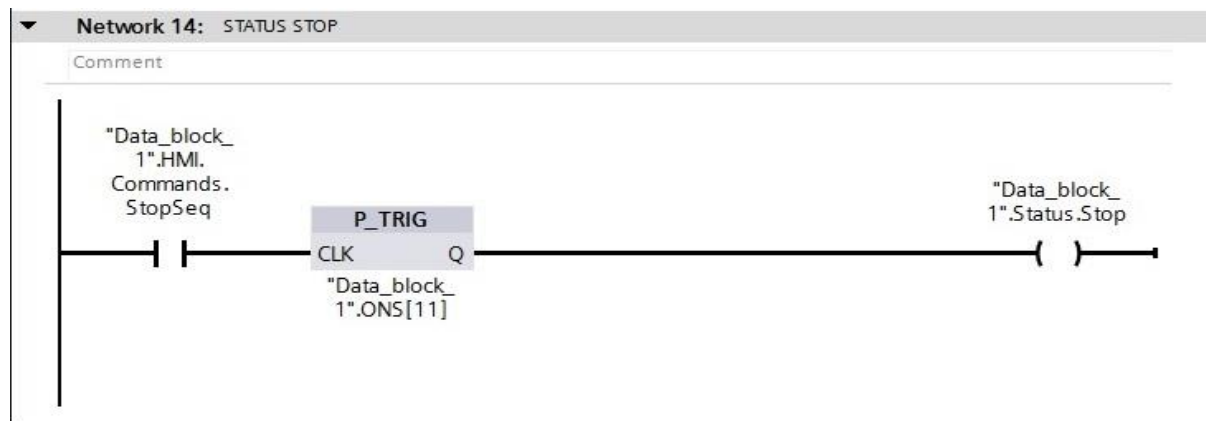 Network 14: STATUS STOP
Comment
"Data_block_
1".HMI.
Commands.
StopSeq
P_TRIG
CLK Q
"Data_block_
1".ONS[11]
"Data_block_
1".Status.Stop